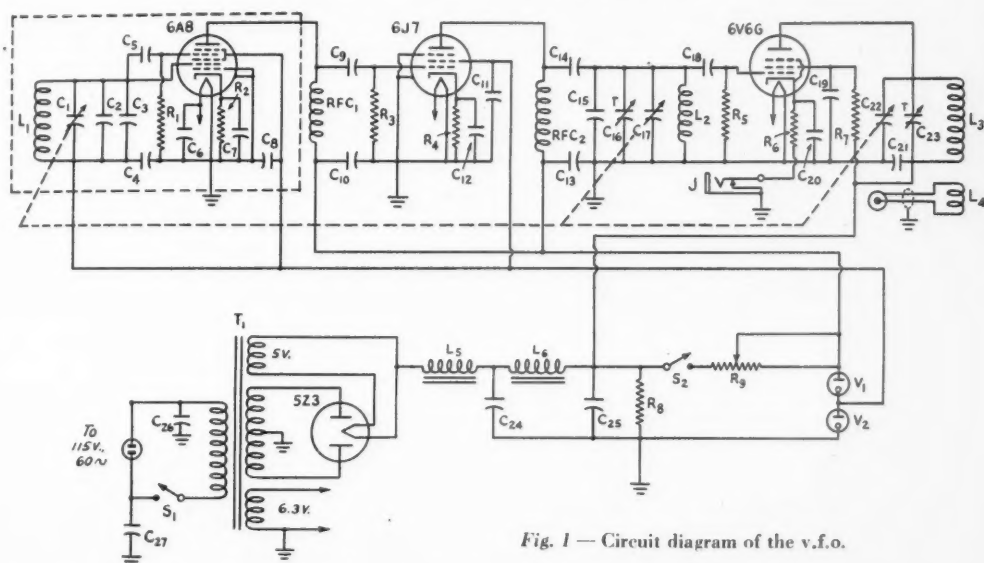 6A8
6J7
6V6G
C5
C9
C11
C14
C18
C19
L1
C1
C2
C3
R1
R2
RFC1
R3
R4
C15
T
C16
C17
L2
R5
R6
R7
C22
T
C23
L3
C6
C7
C8
C4
C10
C12
RFC2
C13
C20
C21
J
L4
T1
5V.
5Z3
6.3V.
L5
L6
S2
R9
V1
V2
C24
C25
R8
C26
To
115V.,
60~
S1
C27
Fig. 1 — Circuit diagram of the v.f.o.